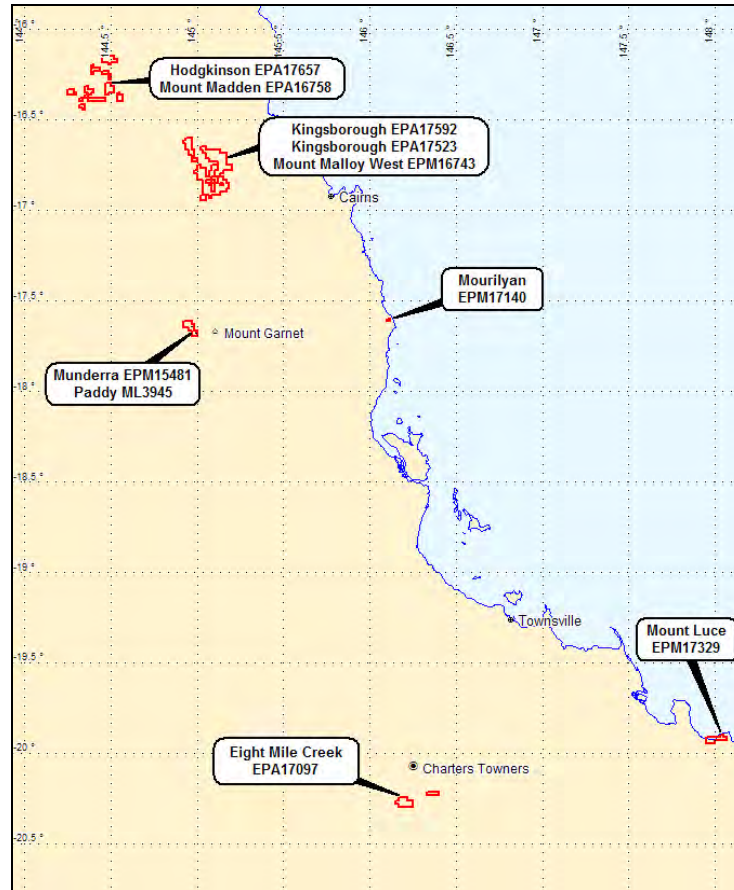 144 °
144.5 °
145 °
145.5 °
146 °
146.5 °
147 °
147.5 °
148 °
-16 °
Hodgkinson EPA17657
Mount Madden EPA16758
-16.5 °
Kingsborough EPA17592
Kingsborough EPA17523
Mount Malloy West EPM16743
-17 °
Cairns
Mourilyan
EPM17140
-17.5 °
Mount Garnet
Munderra EPM15481
Paddy ML3945
-18 °
-18.5 °
-19 °
Townsville
Mount Luce
EPM17329
-19.5 °
-20 °
Eight Mile Creek
EPA17097
Charters Towners
-20.5 °